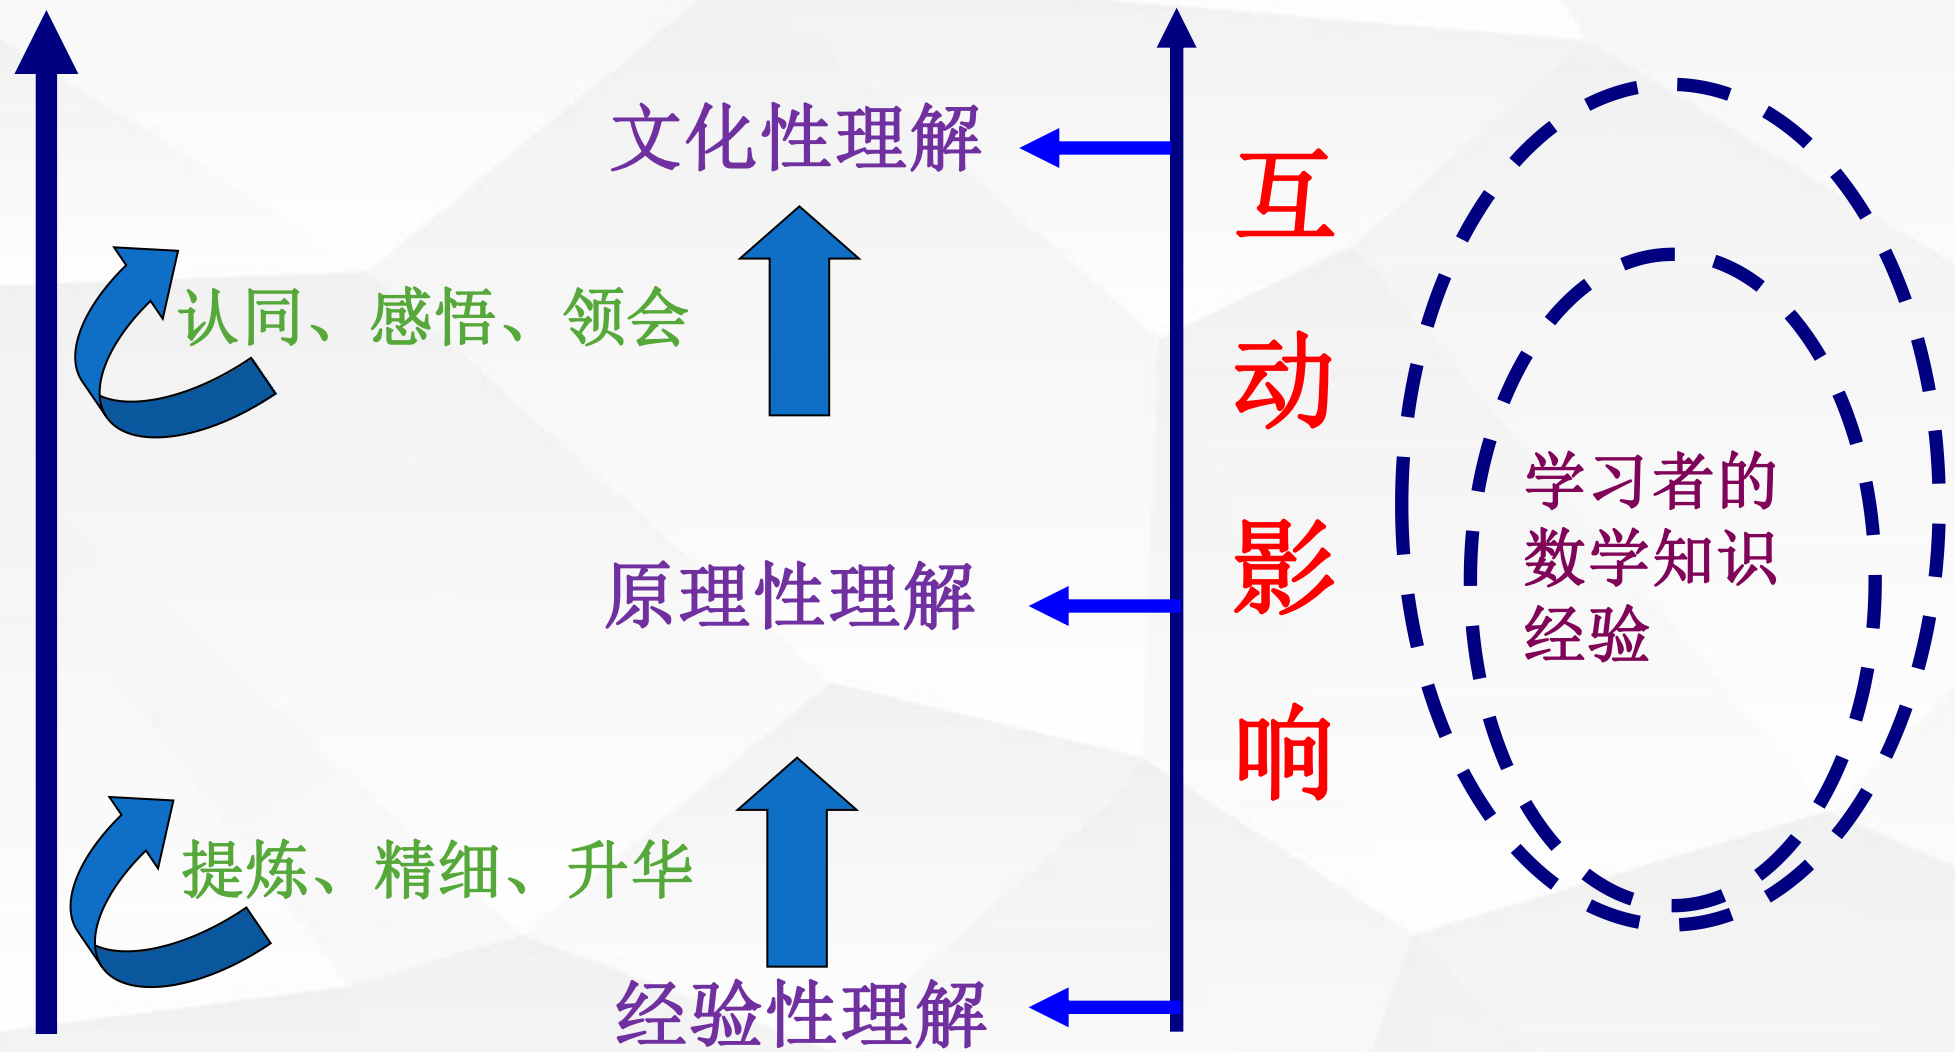 文化性理解
认同、感悟、领会
原理性理解
提炼、精细、升华
经验性理解
互
动
影
响
学习者的
数学知识
经验